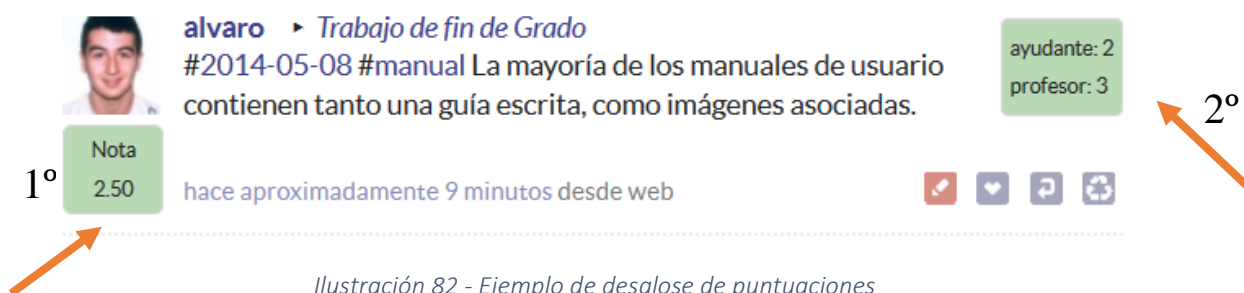 alvaro ‣ Trabajo de fin de Grado
#2014-05-08 #manual La mayoría de los manuales de usuario
contienen tanto una guía escrita, como imágenes asociadas.
ayudante: 2
profesor: 3
2º
Nota
2.50
1º
hace aproximadamente 9 minutos desde web
Ilustración 82 - Ejemplo de desglose de puntuaciones